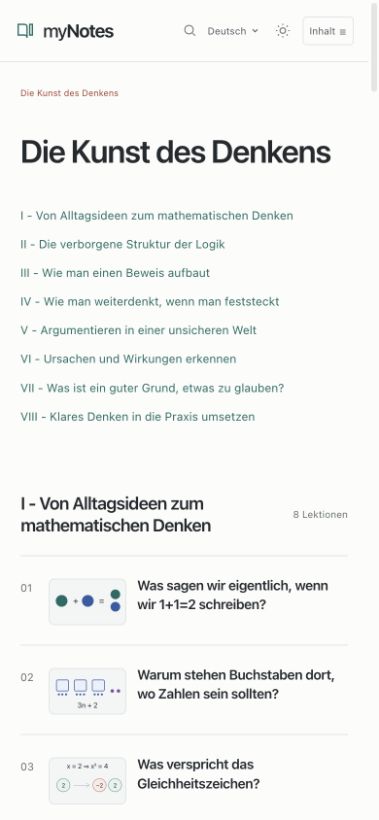 myNotes
Deutsch
Inhalt ≡
Die Kunst des Denkens
Die Kunst des Denkens
I - Von Alltagsideen zum mathematischen Denken
II - Die verborgene Struktur der Logik
III - Wie man einen Beweis aufbaut
IV - Wie man weiterdenkt, wenn man feststeckt
V - Argumentieren in einer unsicheren Welt
VI - Ursachen und Wirkungen erkennen
VII - Was ist ein guter Grund, etwas zu glauben?
VIII - Klares Denken in die Praxis umsetzen
I - Von Alltagsideen zum
mathematischen Denken
8 Lektionen
01
+ =
Was sagen wir eigentlich, wenn
wir 1+1=2 schreiben?
02
3n + 2
Warum stehen Buchstaben dort,
wo Zahlen sein sollten?
03
x = 2 ⇒ x² = 4
2 → -2 2
Was verspricht das
Gleichheitszeichen?